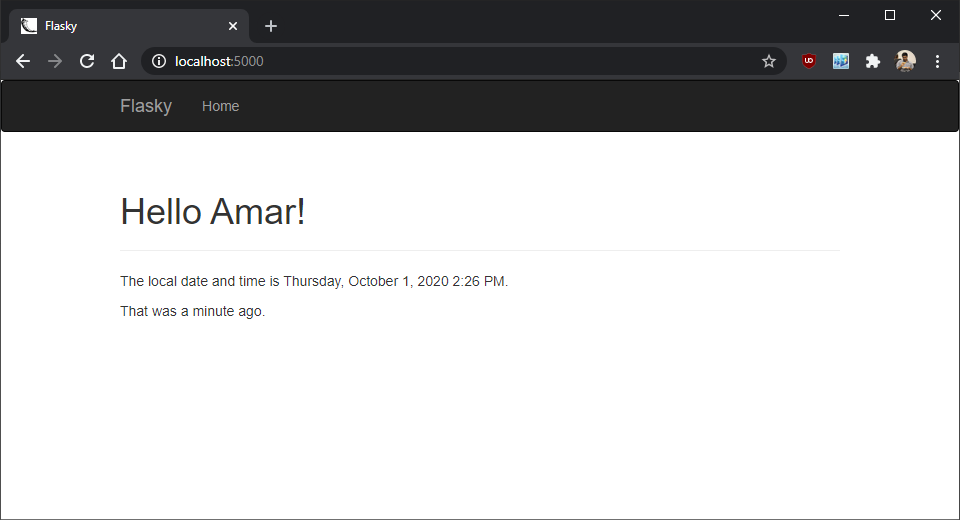 Flasky
localhost:5000
Flasky Home
Hello Amar!
The local date and time is Thursday, October 1, 2020 2:26 PM.
That was a minute ago.